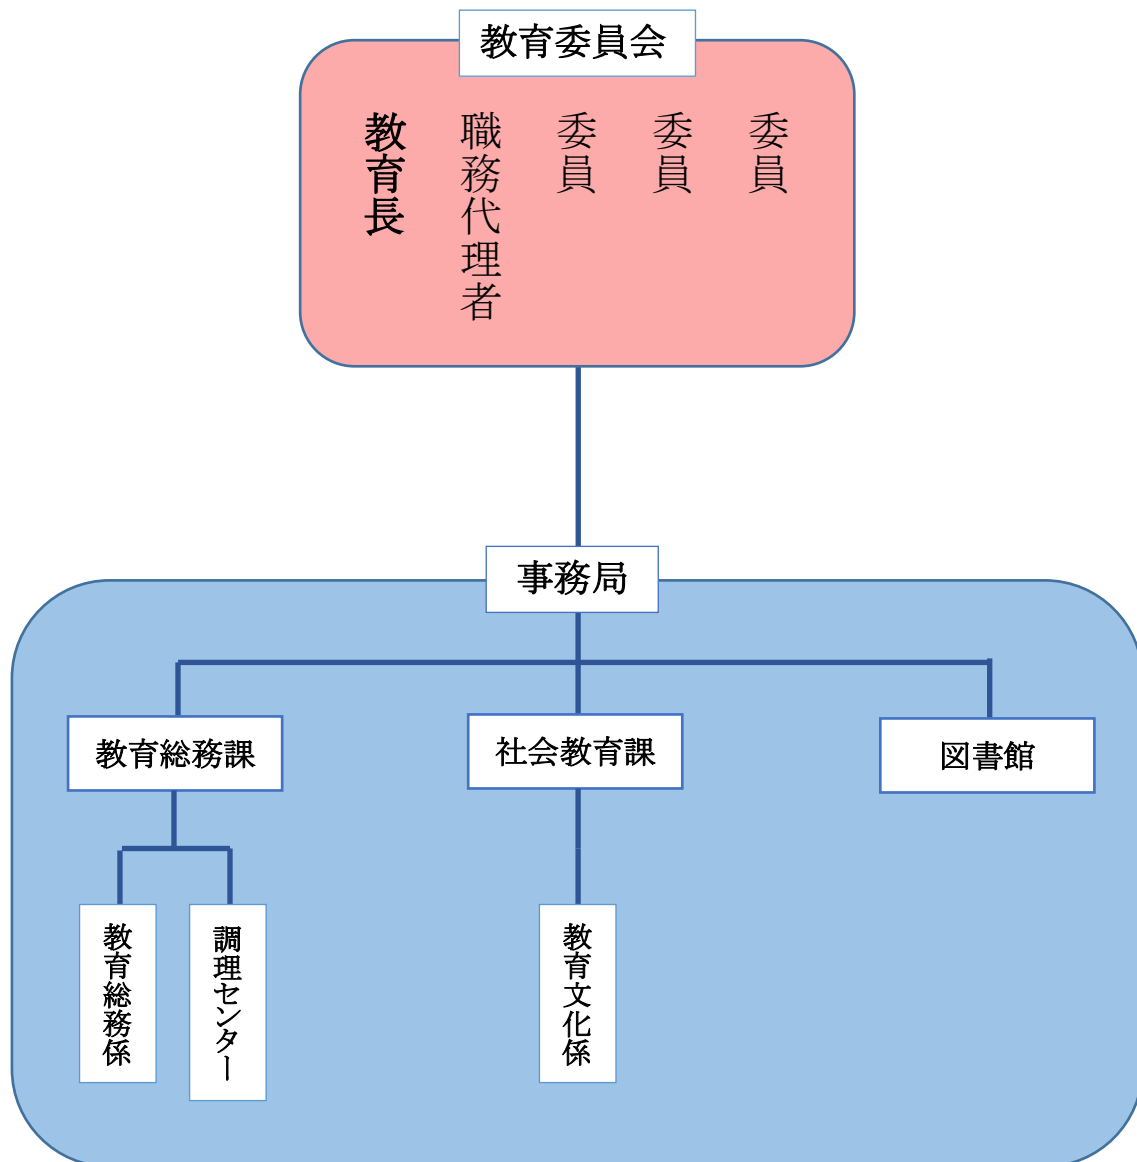 教育委員会
教育長
職務代理者
委員
委員
委員
事務局
教育総務課
社会教育課
図書館
教育総務係
調理センター
教育文化係